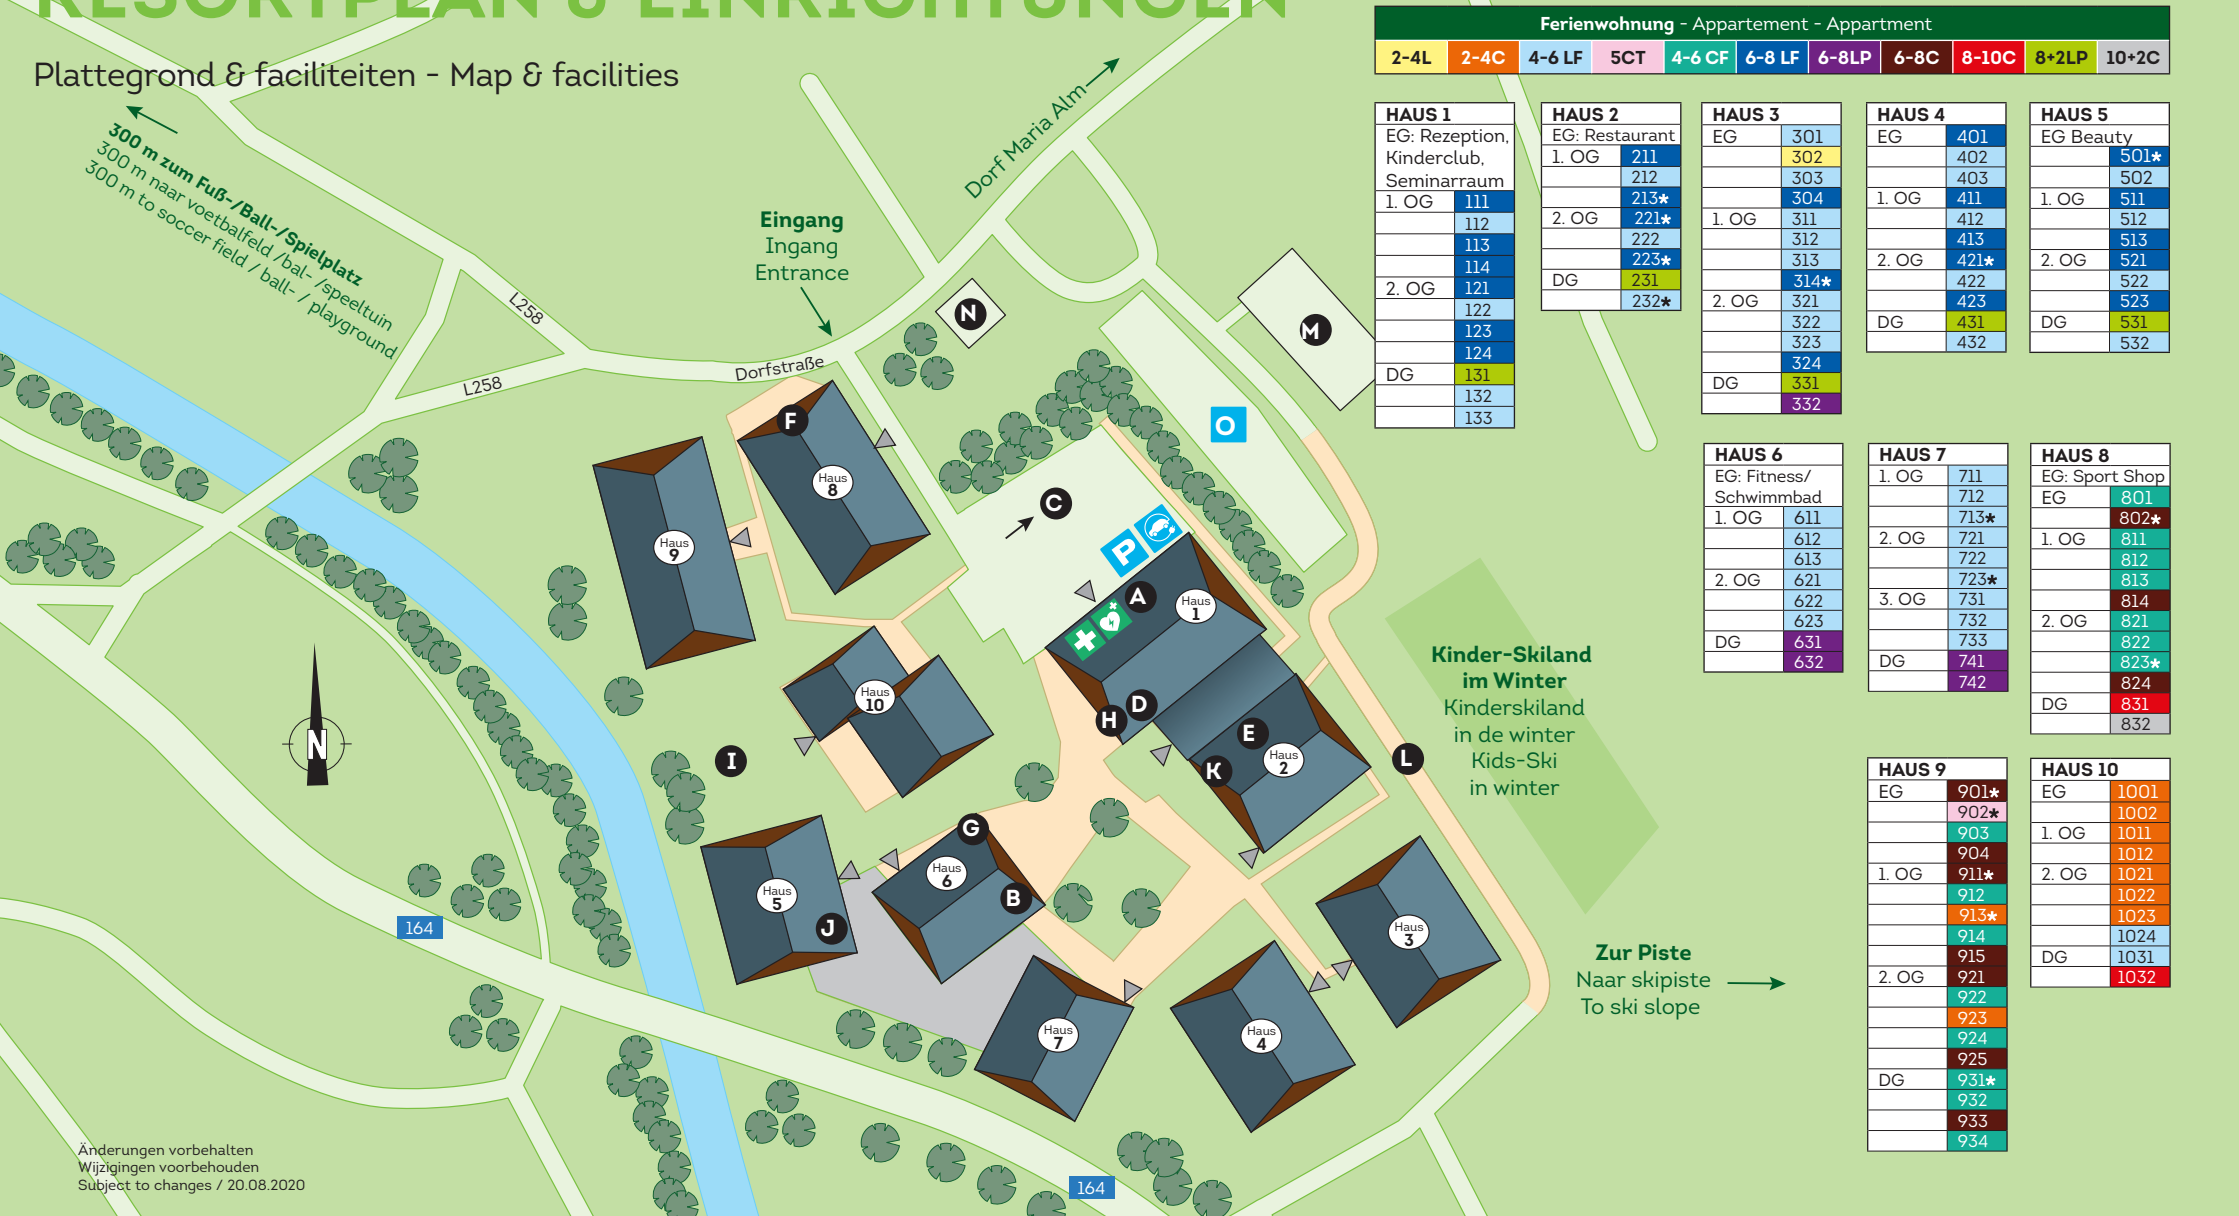 RESORTPLAN & EINRICHTUNGEN
Plattegrond & faciliteiten - Map & facilities
300 m zum Fuß-/Ball-/Spielplatz
300 m naar voetbalfeld /bal- /speeltuin
300 m to soccer field / ball- / playground
Dorf Maria Alm
Eingang
Ingang
Entrance
L258
L258
Dorfstraße
N
M
O
F
C
P
A
H
D
E
K
L
I
G
B
J
Haus
8
Haus
9
Haus
1
Haus
10
Haus
2
Haus
6
Haus
5
Haus
3
Haus
7
Haus
4
N
Kinder-Skiland
im Winter
Kinderskiland
in de winter
Kids-Ski
in winter
Zur Piste
Naar skipiste
To ski slope
164
164
Änderungen vorbehalten
Wijzigingen voorbehouden
Subject to changes / 20.08.2020
Ferienwohnung - Appartement - Appartment
2-4L 2-4C 4-6 LF 5CT 4-6 CF 6-8 LF 6-8LP 6-8C 8-10C 8+2LP 10+2C
HAUS 1
EG: Rezeption,
Kinderclub,
Seminarraum
1. OG 111
112
113
114
2. OG 121
122
123
124
DG 131
132
133
HAUS 2
EG: Restaurant
1. OG 211
212
213*
2. OG 221*
222
223*
DG 231
232*
HAUS 3
EG 301
302
303
304
1. OG 311
312
313
314*
2. OG 321
322
323
324
DG 331
332
HAUS 4
EG 401
402
403
1. OG 411
412
413
2. OG 421*
422
423
DG 431
432
HAUS 5
EG Beauty
501*
502
1. OG 511
512
513
2. OG 521
522
523
DG 531
532
HAUS 6
EG: Fitness/
Schwimmbad
1. OG 611
612
613
2. OG 621
622
623
DG 631
632
HAUS 7
1. OG 711
712
713*
2. OG 721
722
723*
3. OG 731
732
733
DG 741
742
HAUS 8
EG: Sport Shop
EG 801
802*
1. OG 811
812
813
814
2. OG 821
822
823*
824
DG 831
832
HAUS 9
EG 901*
902*
903
904
1. OG 911*
912
913*
914
915
2. OG 921
922
923
924
925
DG 931*
932
933
934
HAUS 10
EG 1001
1002
1. OG 1011
1012
2. OG 1021
1022
1023
1024
DG 1031
1032